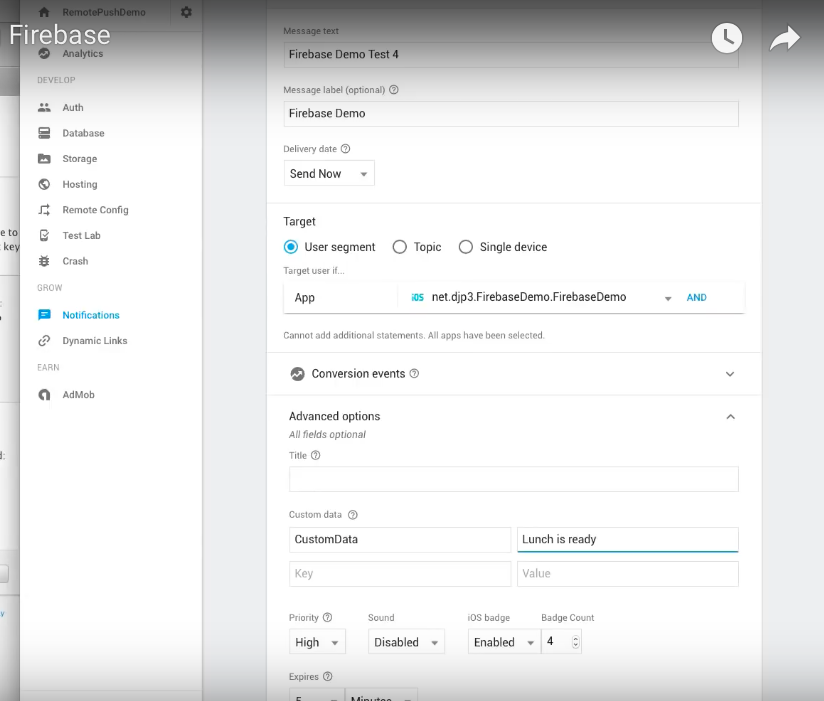 RemotePushDemo
Firebase
Analytics
DEVELOP
Auth
Database
Storage
Hosting
Remote Config
Test Lab
Crash
GROW
Notifications
Dynamic Links
EARN
AdMob
e to
key
d:
Message text
Firebase Demo Test 4
Message label (optional)
Firebase Demo
Delivery date
Send Now
Target
User segment Topic Single device
Target user if...
App iOS net.djp3.FirebaseDemo.FirebaseDemo AND
Cannot add additional statements. All apps have been selected.
Conversion events
Advanced options
All fields optional
Title
Custom data
CustomData Lunch is ready
Key Value
Priority Sound iOS badge Badge Count
High Disabled Enabled 4
Expires
5 Minutes